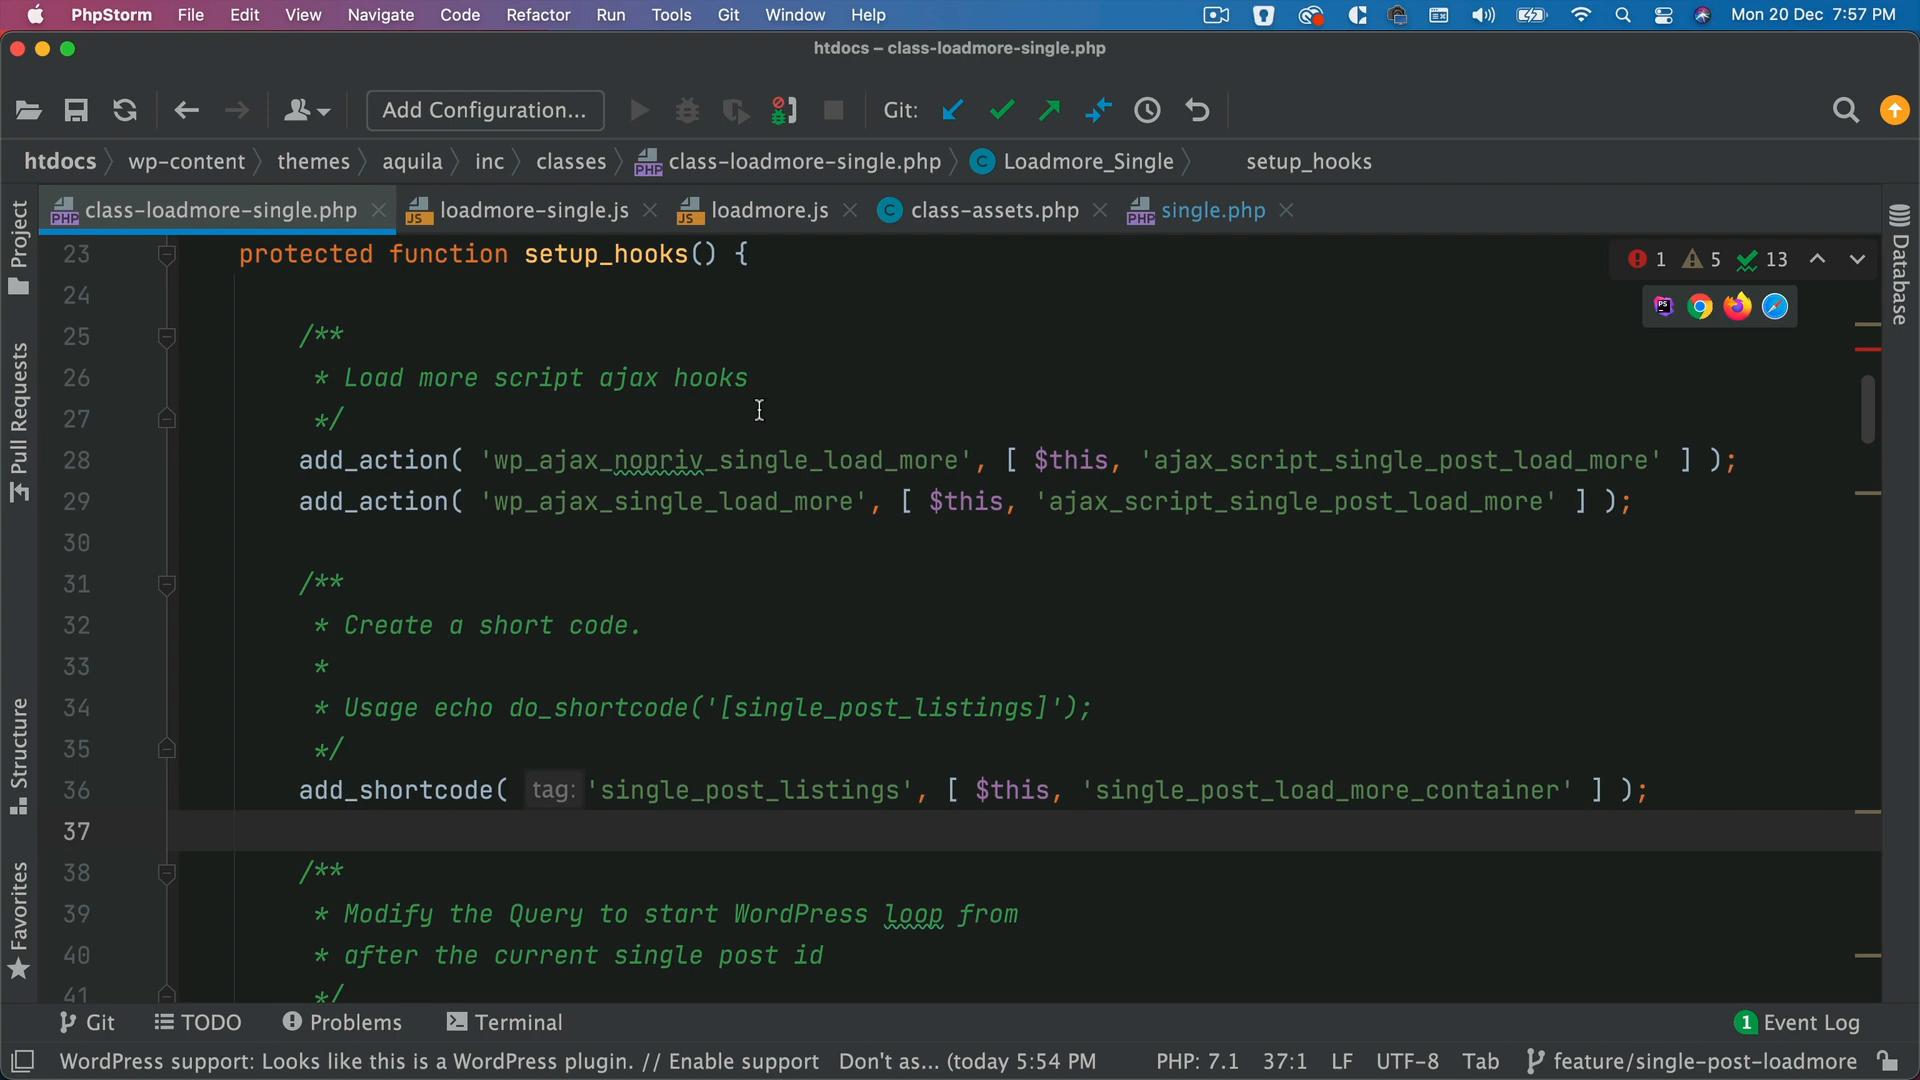 PhpStorm File Edit View Navigate Code Refactor Run Tools Git Window Help Mon 20 Dec 7:57 PM
htdocs – class-loadmore-single.php
Add Configuration... Git:
htdocs wp-content themes aquila inc classes class-loadmore-single.php Loadmore_Single setup_hooks
class-loadmore-single.php loadmore-single.js loadmore.js class-assets.php single.php
Project
Pull Requests
Structure
Favorites
Database
1 5 13
23 protected function setup_hooks() {
24
25 /**
26 * Load more script ajax hooks
27 */
28 add_action( 'wp_ajax_nopriv_single_load_more', [ $this, 'ajax_script_single_post_load_more' ] );
29 add_action( 'wp_ajax_single_load_more', [ $this, 'ajax_script_single_post_load_more' ] );
30
31 /**
32 * Create a short code.
33 *
34 * Usage echo do_shortcode('[single_post_listings]');
35 */
36 add_shortcode( tag: 'single_post_listings', [ $this, 'single_post_load_more_container' ] );
37
38 /**
39 * Modify the Query to start WordPress loop from
40 * after the current single post id
41 */
Git TODO Problems Terminal 1 Event Log
WordPress support: Looks like this is a WordPress plugin. // Enable support Don't as... (today 5:54 PM PHP: 7.1 37:1 LF UTF-8 Tab feature/single-post-loadmore